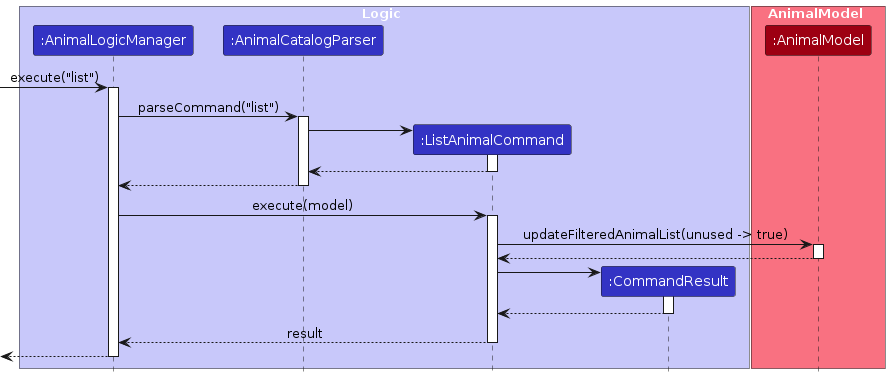 Logic
AnimalModel
:AnimalLogicManager
:AnimalCatalogParser
:AnimalModel
execute("list")
parseCommand("list")
:ListAnimalCommand
execute(model)
updateFilteredAnimalList(unused -> true)
:CommandResult
result